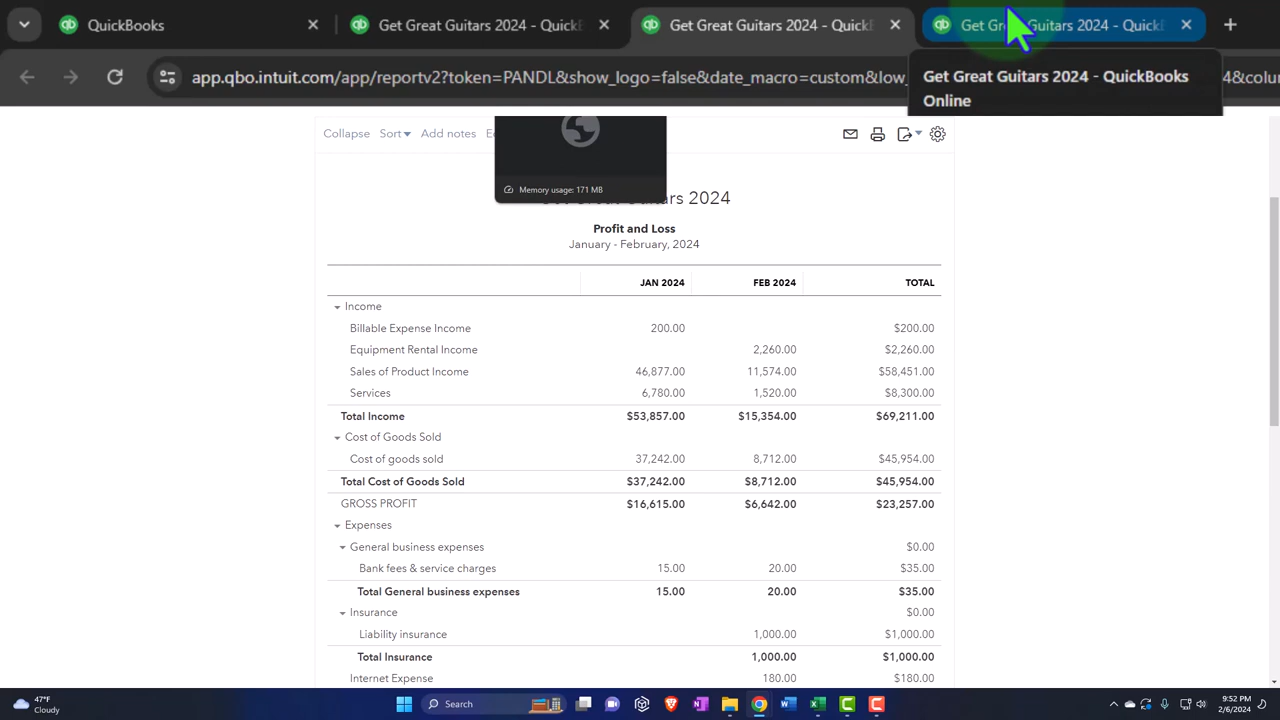 QuickBooks
Get Great Guitars 2024 - QuickB
Get Great Guitars 2024 - QuickB
Get Great Guitars 2024 - QuickB
app.qbo.intuit.com/app/reportv2?token=PANDL&show_logo=false&date_macro=custom&low_
Get Great Guitars 2024 - QuickBooks
Online
Collapse Sort Add notes
Memory usage: 171 MB
Get Great Guitars 2024
Profit and Loss
January - February, 2024
JAN 2024 FEB 2024 TOTAL
Income
Billable Expense Income 200.00 $200.00
Equipment Rental Income 2,260.00 $2,260.00
Sales of Product Income 46,877.00 11,574.00 $58,451.00
Services 6,780.00 1,520.00 $8,300.00
Total Income $53,857.00 $15,354.00 $69,211.00
Cost of Goods Sold
Cost of goods sold 37,242.00 8,712.00 $45,954.00
Total Cost of Goods Sold $37,242.00 $8,712.00 $45,954.00
GROSS PROFIT $16,615.00 $6,642.00 $23,257.00
Expenses
General business expenses $0.00
Bank fees & service charges 15.00 20.00 $35.00
Total General business expenses 15.00 20.00 $35.00
Insurance $0.00
Liability insurance 1,000.00 $1,000.00
Total Insurance 1,000.00 $1,000.00
Internet Expense 180.00 $180.00
47°F
Cloudy
Search
9:52 PM
2/6/2024